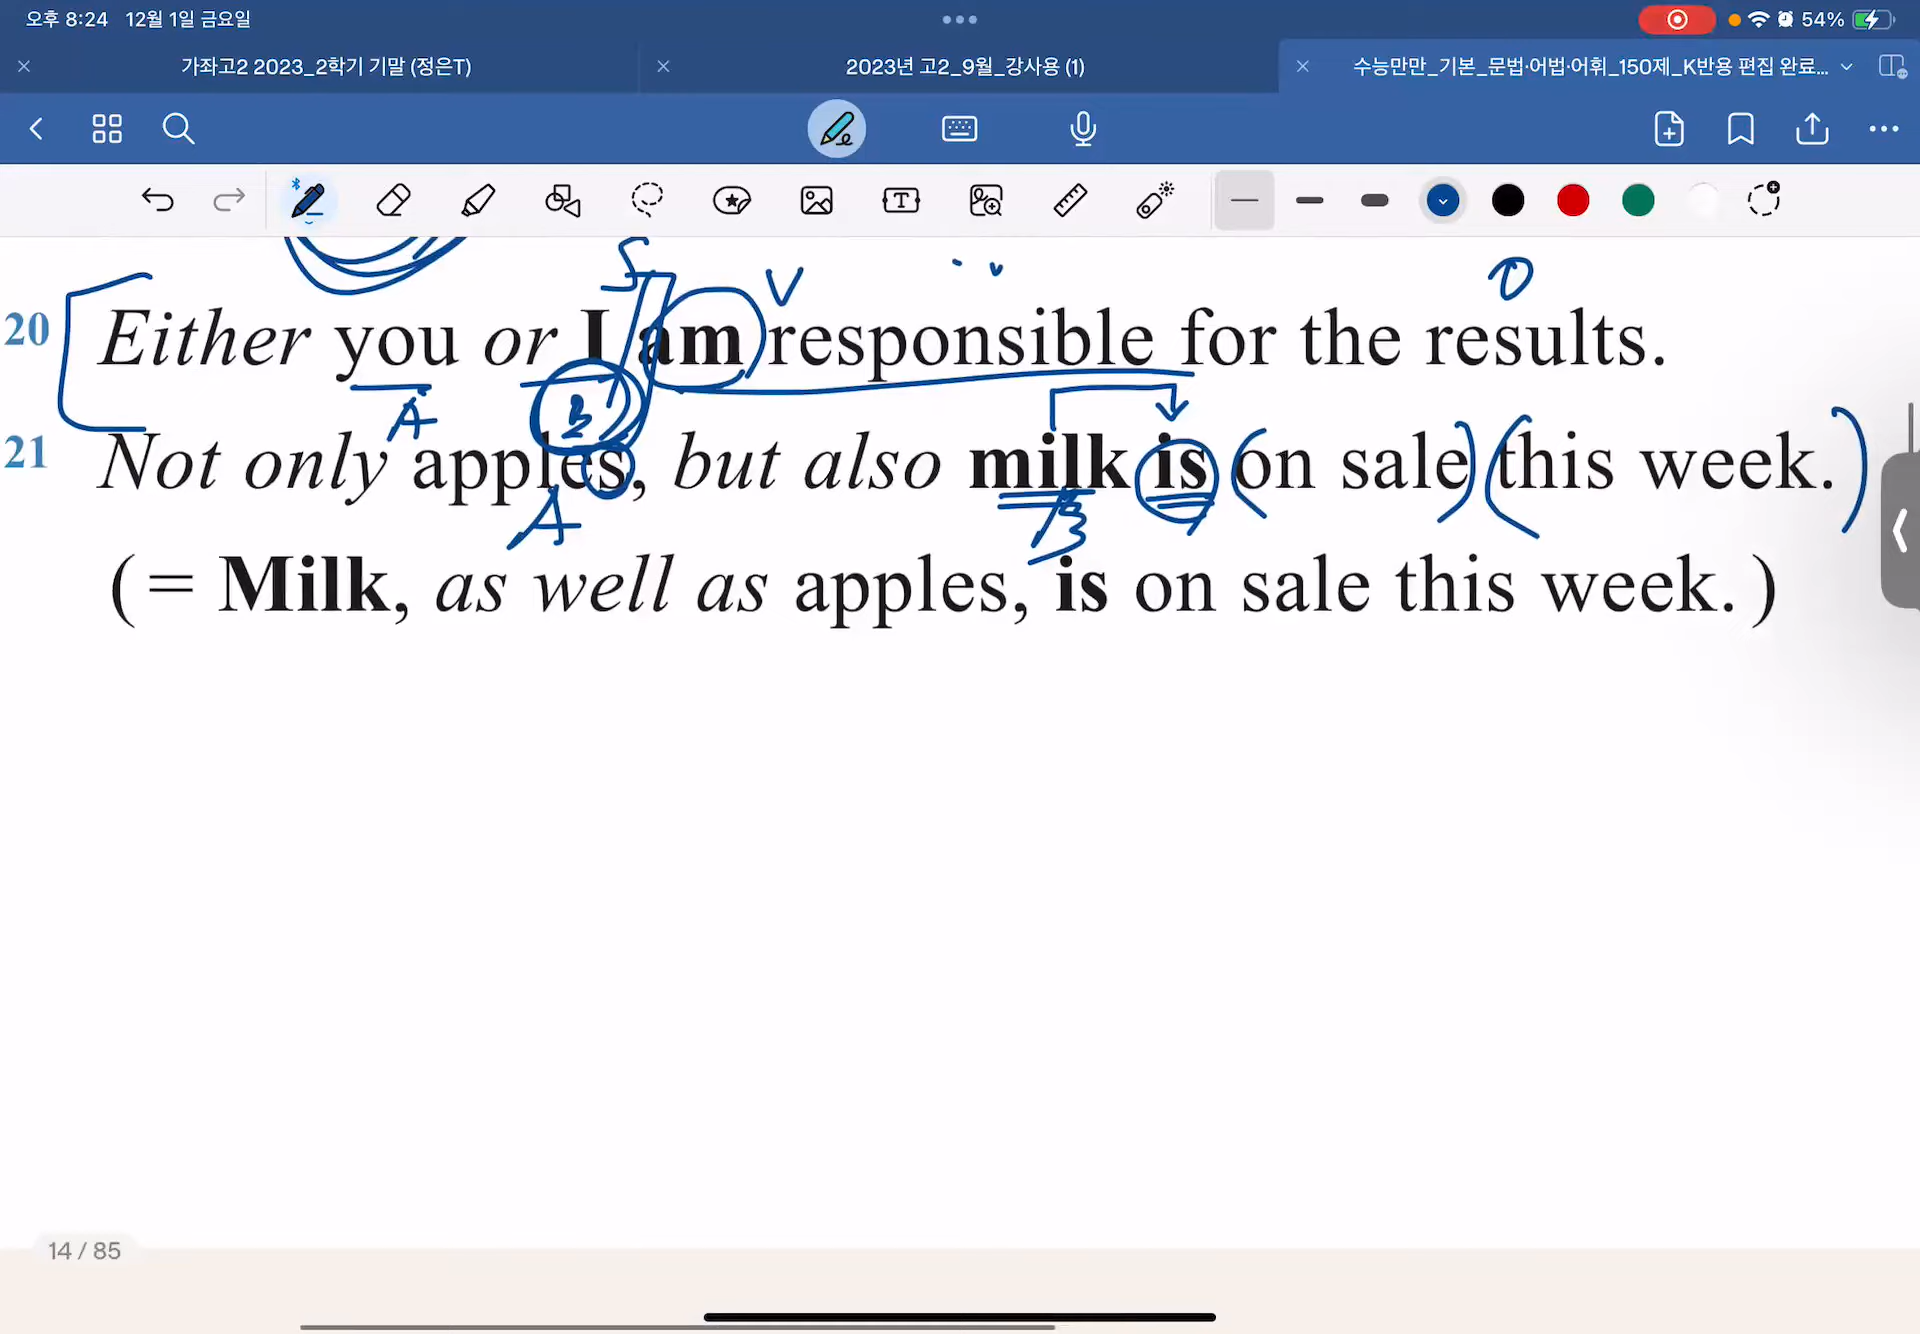 오후 8:24 12월 1일 금요일 54%
가좌고2 2023_2학기 기말 (정은T) 2023년 고2_9월_강사용 (1) 수능만만_기본_문법·어법·어휘_150제_K반용 편집 완료...
S V O
20 Either you or I am responsible for the results.
A B
21 Not only apples, but also milk is on sale this week.
A B
(= Milk, as well as apples, is on sale this week.)
14 / 85